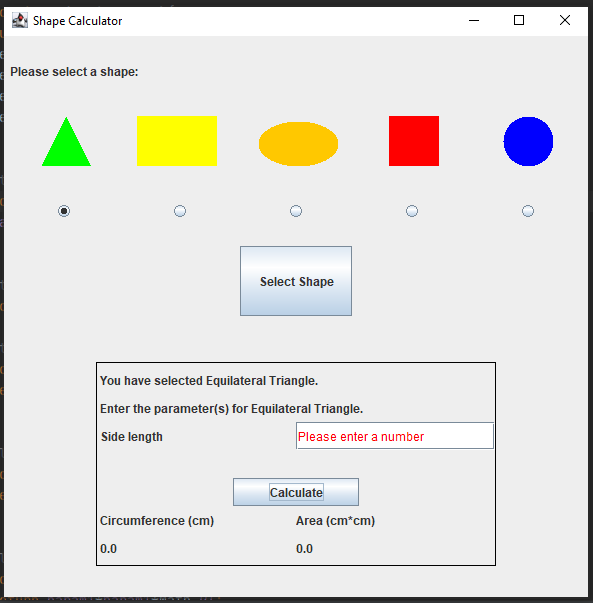 Shape Calculator
Please select a shape:
Select Shape
You have selected Equilateral Triangle.
Enter the parameter(s) for Equilateral Triangle.
Side length Please enter a number
Calculate
Circumference (cm) Area (cm*cm)
0.0 0.0